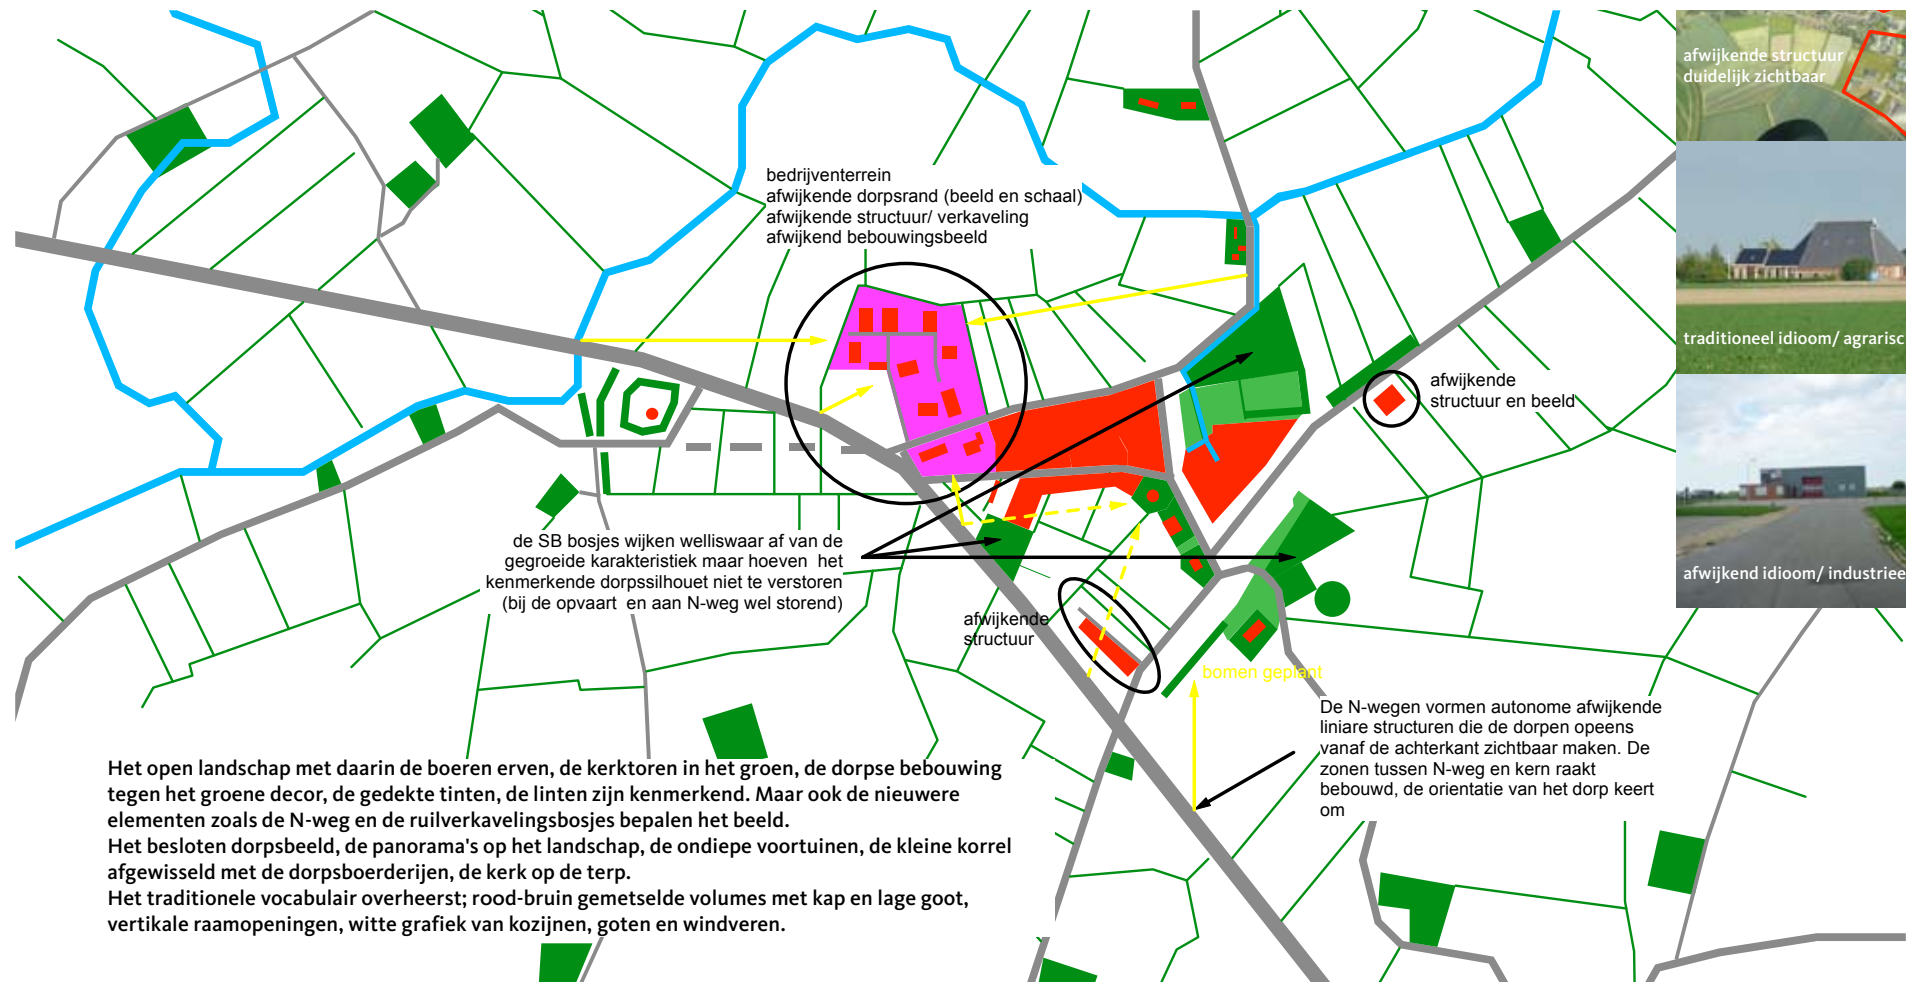 afwijkende structuur
duidelijk zichtbaar
bedrijventerrein
afwijkende dorpsrand (beeld en schaal)
afwijkende structuur/ verkaveling
afwijkend bebouwingsbeeld
traditioneel idioom/ agrarisc
afwijkende
structuur en beeld
de SB bosjes wijken welliswaar af van de
gegroeide karakteristiek maar hoeven het
kenmerkende dorpssilhouet niet te verstoren
(bij de opvaart en aan N-weg wel storend)
afwijkend idioom/ industriee
afwijkende
structuur
bomen geplant
De N-wegen vormen autonome afwijkende
liniare structuren die de dorpen opeens
vanaf de achterkant zichtbaar maken. De
zonen tussen N-weg en kern raakt
bebouwd, de orientatie van het dorp keert
om
Het open landschap met daarin de boeren erven, de kerktoren in het groen, de dorpse bebouwing
tegen het groene decor, de gedekte tinten, de linten zijn kenmerkend. Maar ook de nieuwere
elementen zoals de N-weg en de ruilverkavelingsbosjes bepalen het beeld.
Het besloten dorpsbeeld, de panorama's op het landschap, de ondiepe voortuinen, de kleine korrel
afgewisseld met de dorpsboerderijen, de kerk op de terp.
Het traditionele vocabulair overheerst; rood-bruin gemetselde volumes met kap en lage goot,
vertikale raamopeningen, witte grafiek van kozijnen, goten en windveren.